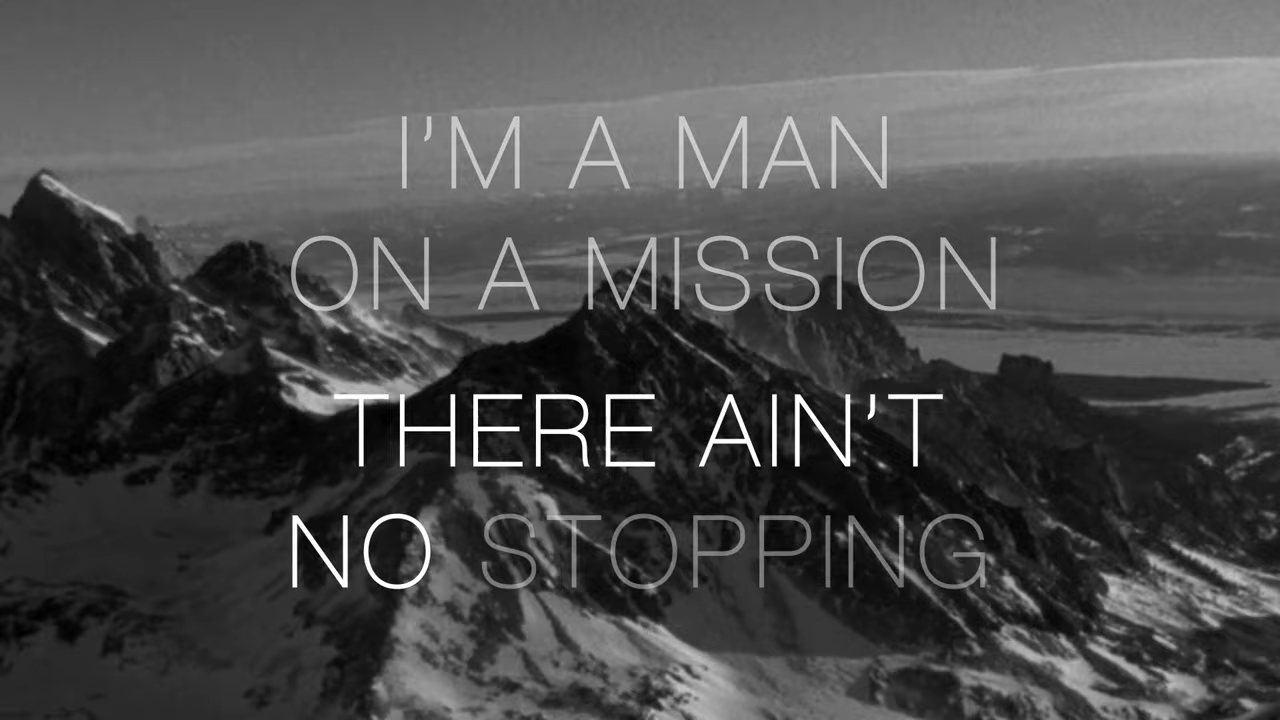 I’M A MAN
ON A MISSION
THERE AIN’T
NO STOPPING